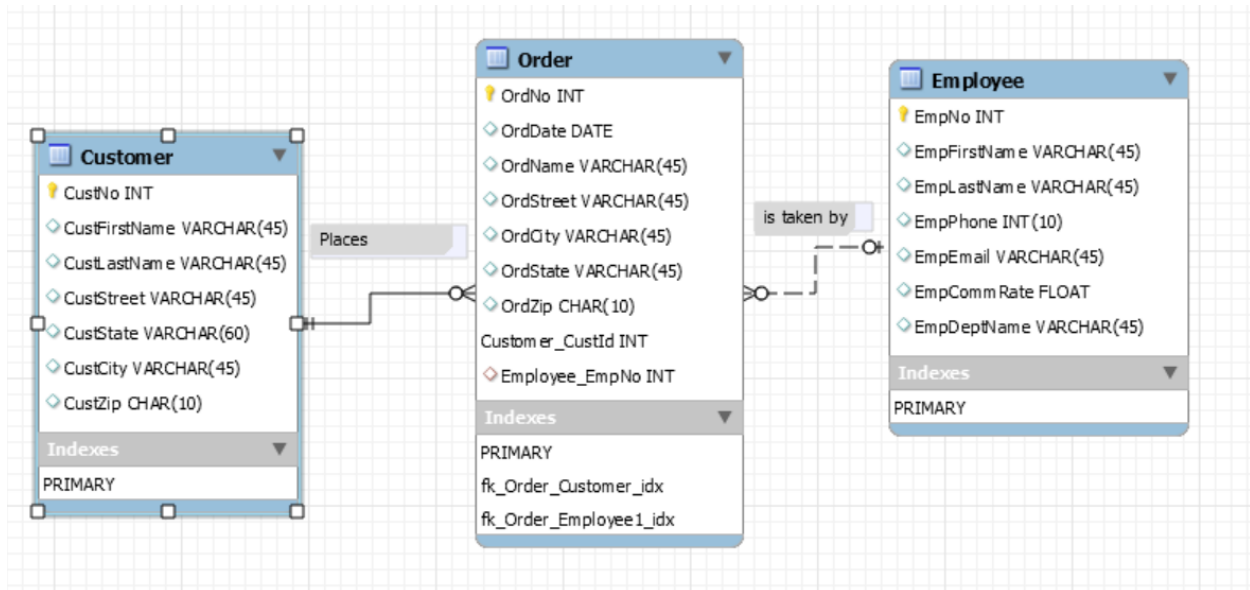 Customer
CustNo INT
CustFirstName VARCHAR(45)
CustLastName VARCHAR(45)
CustStreet VARCHAR(45)
CustState VARCHAR(60)
CustCity VARCHAR(45)
CustZip CHAR(10)
Indexes
PRIMARY
Places
Order
OrdNo INT
OrdDate DATE
OrdName VARCHAR(45)
OrdStreet VARCHAR(45)
OrdCity VARCHAR(45)
OrdState VARCHAR(45)
OrdZip CHAR(10)
Customer_CustId INT
Employee_EmpNo INT
Indexes
PRIMARY
fk_Order_Customer_idx
fk_Order_Employee1_idx
is taken by
Employee
EmpNo INT
EmpFirstName VARCHAR(45)
EmpLastName VARCHAR(45)
EmpPhone INT(10)
EmpEmail VARCHAR(45)
EmpCommRate FLOAT
EmpDeptName VARCHAR(45)
Indexes
PRIMARY